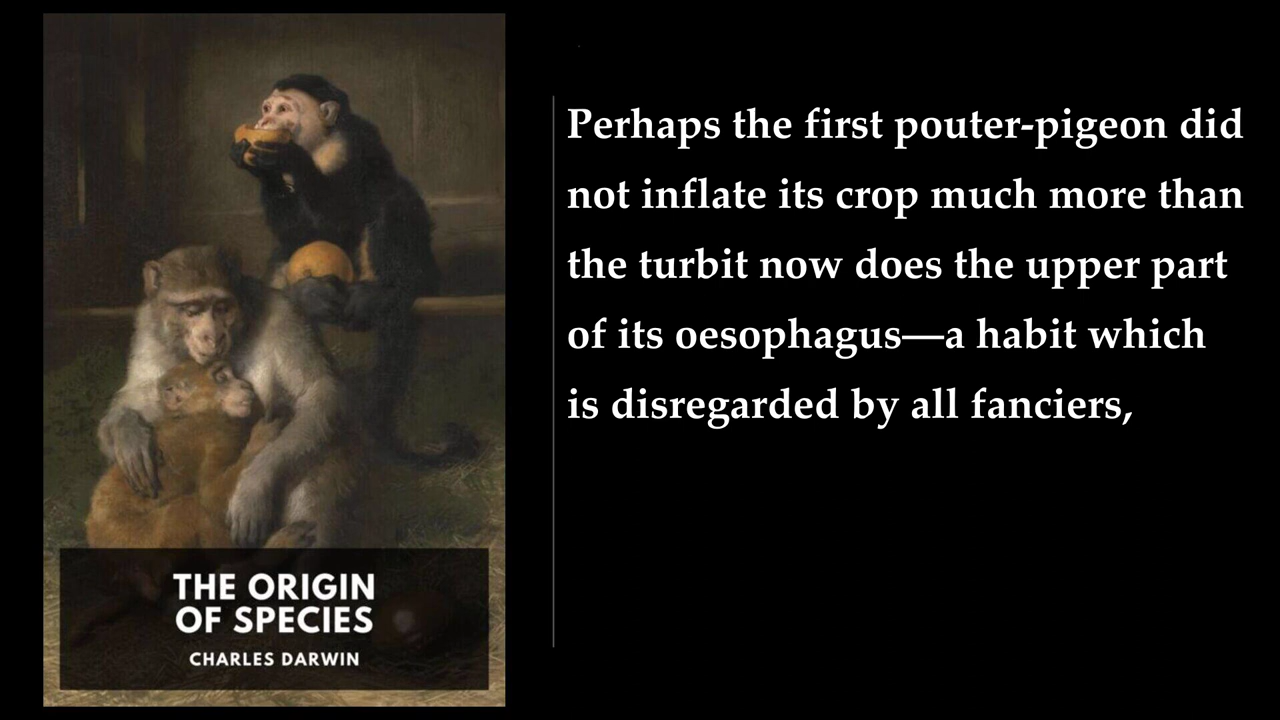 Perhaps the first pouter-pigeon did
not inflate its crop much more than
the turbit now does the upper part
of its oesophagus—a habit which
is disregarded by all fanciers,
THE ORIGIN
OF SPECIES
CHARLES DARWIN